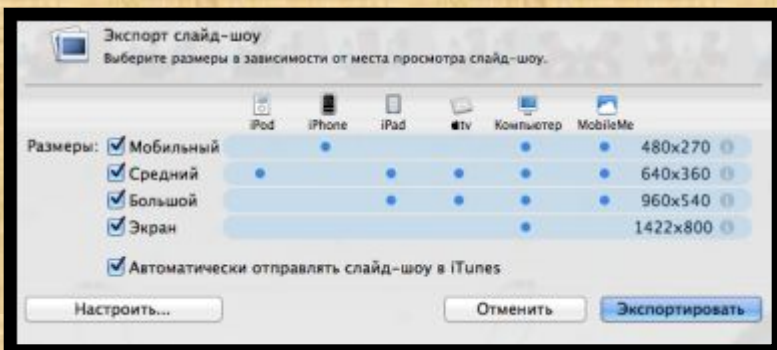 Экспорт слайд-шоу
Выберите размеры в зависимости от места просмотра слайд-шоу.
iPod iPhone iPad tv Компьютер MobileMe
Размеры: Мобильный 480x270
Средний 640x360
Большой 960x540
Экран 1422x800
Автоматически отправлять слайд-шоу в iTunes
Настроить... Отменить Экспортировать